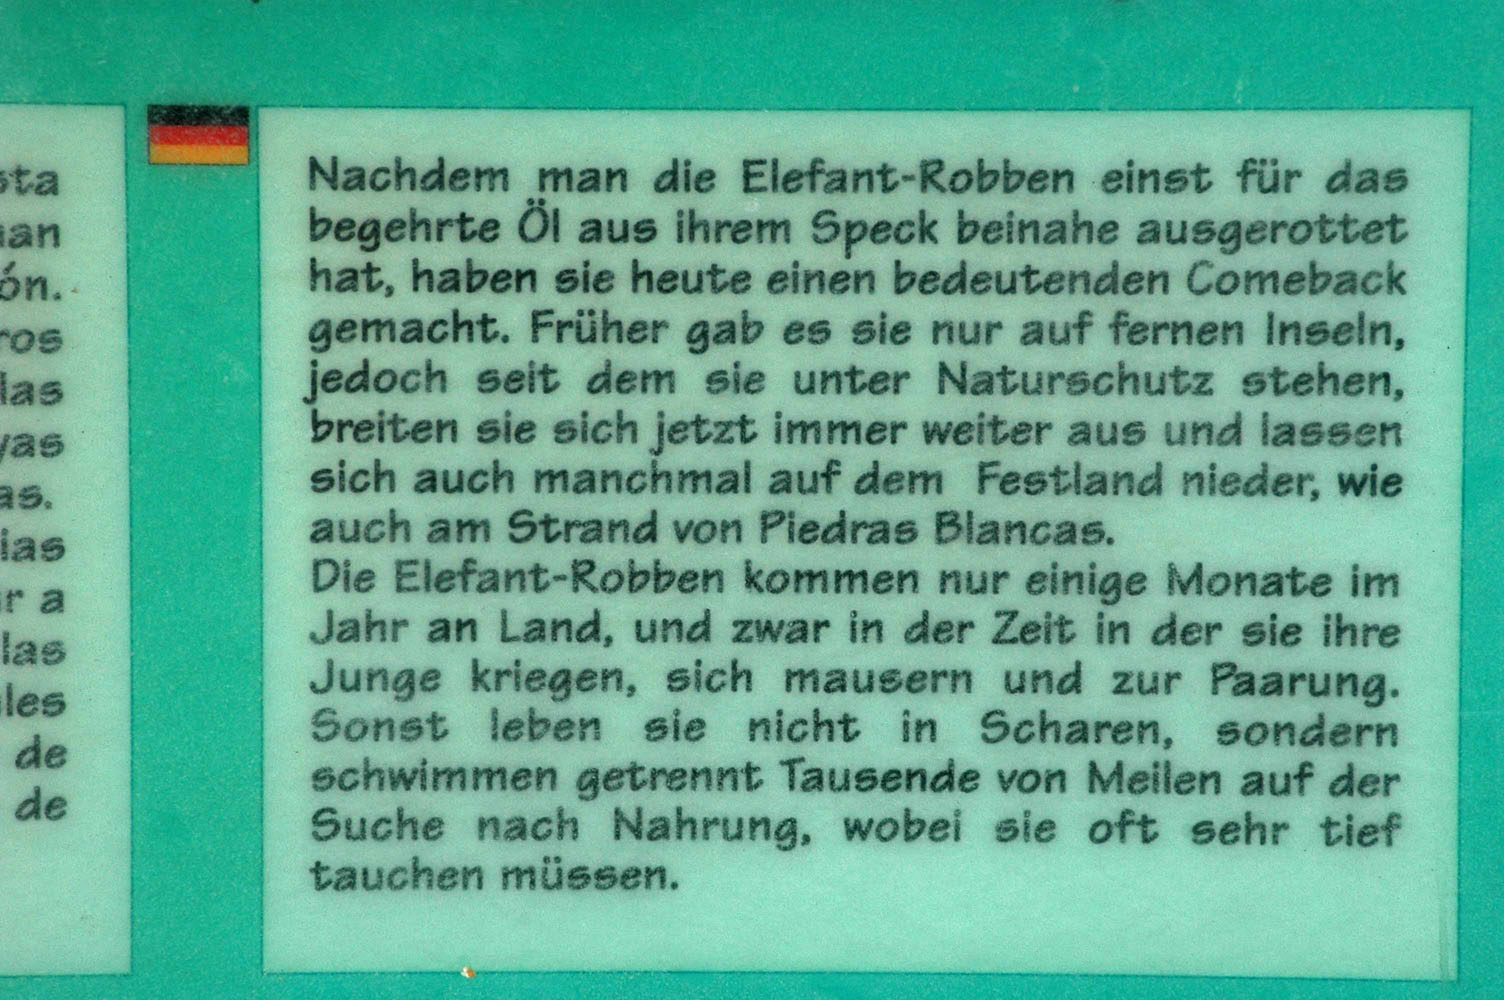 sta
ón.
ros
las
yas
as.
ias
r a
las
les
de
de
Nachdem man die Elefant-Robben einst für das
begehrte Öl aus ihrem Speck beinahe ausgerottet
hat, haben sie heute einen bedeutenden Comeback
gemacht. Früher gab es sie nur auf fernen Inseln,
jedoch seit dem sie unter Naturschutz stehen,
breiten sie sich jetzt immer weiter aus und lassen
sich auch manchmal auf dem Festland nieder, wie
auch am Strand von Piedras Blancas.
Die Elefant-Robben kommen nur einige Monate im
Jahr an Land, und zwar in der Zeit in der sie ihre
Junge kriegen, sich mausern und zur Paarung.
Sonst leben sie nicht in Scharen, sondern
schwimmen getrennt Tausende von Meilen auf der
Suche nach Nahrung, wobei sie oft sehr tief
tauchen müssen.